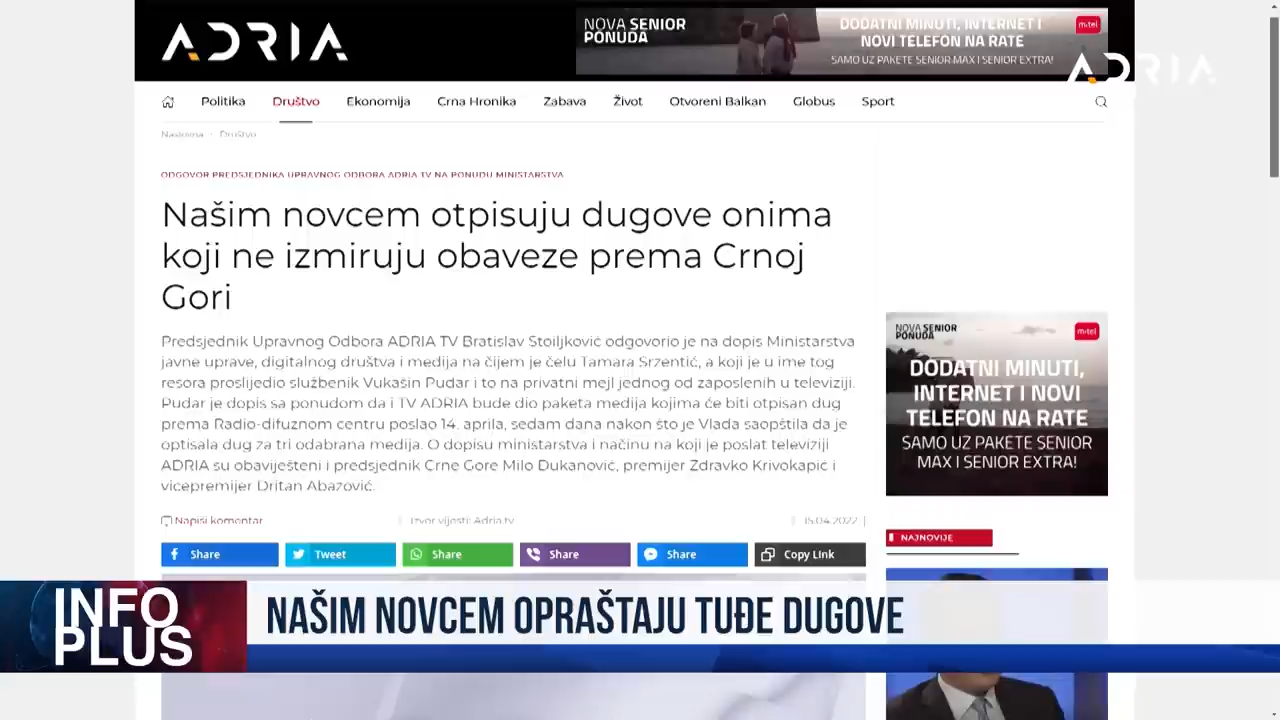 ADRIA
NOVA SENIOR
PONUDA
DODATNI MINUTI, INTERNET I
NOVI TELEFON NA RATE
SAMO UZ PAKETE SENIOR MAX I SENIOR EXTRA!
m:tel
ADRIA
Politika
Društvo
Ekonomija
Crna Hronika
Zabava
Život
Otvoreni Balkan
Globus
Sport
Naslovna
Društvo
ODGOVOR PREDSJEDNIKA UPRAVNOG ODBORA ADRIA TV NA PONUDU MINISTARSTVA
Našim novcem otpisuju dugove onima
koji ne izmiruju obaveze prema Crnoj
Gori
Predsjednik Upravnog Odbora ADRIA TV Bratislav Stoiljković odgovorio je na dopis Ministarstva
javne uprave, digitalnog društva i medija na čijem je čelu Tamara Srzentić, a koji je u ime tog
resora proslijedio službenik Vukašin Pudar i to na privatni mejl jednog od zaposlenih u televiziji.
Pudar je dopis sa ponudom da i TV ADRIA bude dio paketa medija kojima će biti otpisan dug
prema Radio-difuznom centru poslao 14. aprila, sedam dana nakon što je Vlada saopštila da je
optisala dug za tri odabrana medija. O dopisu ministarstva i načinu na koji je poslat televiziji
ADRIA su obaviješteni i predsjednik Crne Gore Milo Đukanović, premijer Zdravko Krivokapić i
vicepremijer Dritan Abazović.
Napiši komentar
Izvor vijesti: Adria.tv
15.04.2022
Share
Tweet
Share
Share
Share
Copy Link
NOVA SENIOR
PONUDA
m:tel
DODATNI MINUTI,
INTERNET I NOVI
TELEFON NA RATE
SAMO UZ PAKETE SENIOR
MAX I SENIOR EXTRA!
NAJNOVIJE
INFO
PLUS
NAŠIM NOVCEM OPRAŠTAJU TUĐE DUGOVE